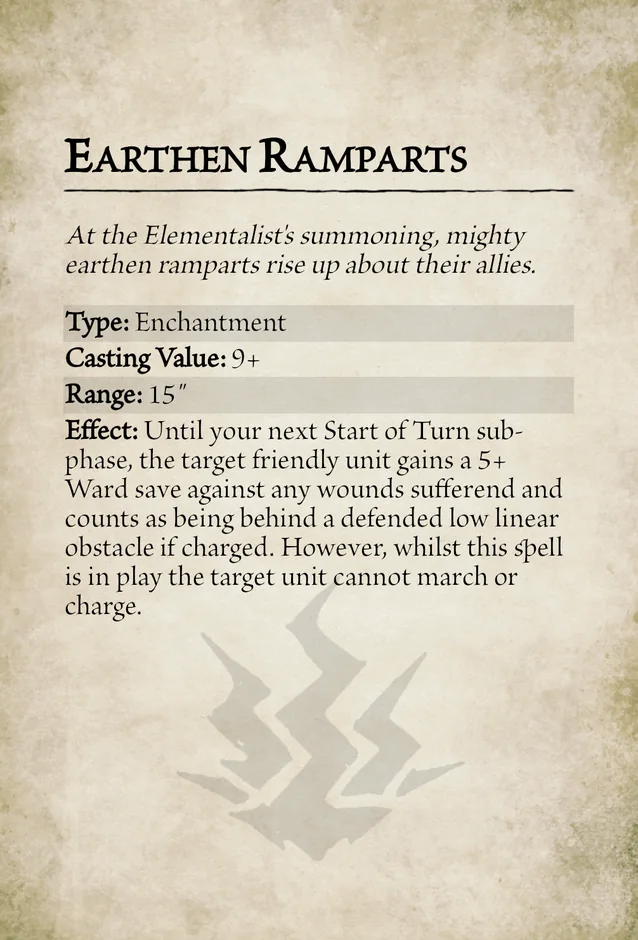 Earthen Ramparts
At the Elementalist's summoning, mighty
earthen ramparts rise up about their allies.
Type: Enchantment
Casting Value: 9+
Range: 15"
Effect: Until your next Start of Turn sub-
phase, the target friendly unit gains a 5+
Ward save against any wounds sufferend and
counts as being behind a defended low linear
obstacle if charged. However, whilst this spell
is in play the target unit cannot march or
charge.